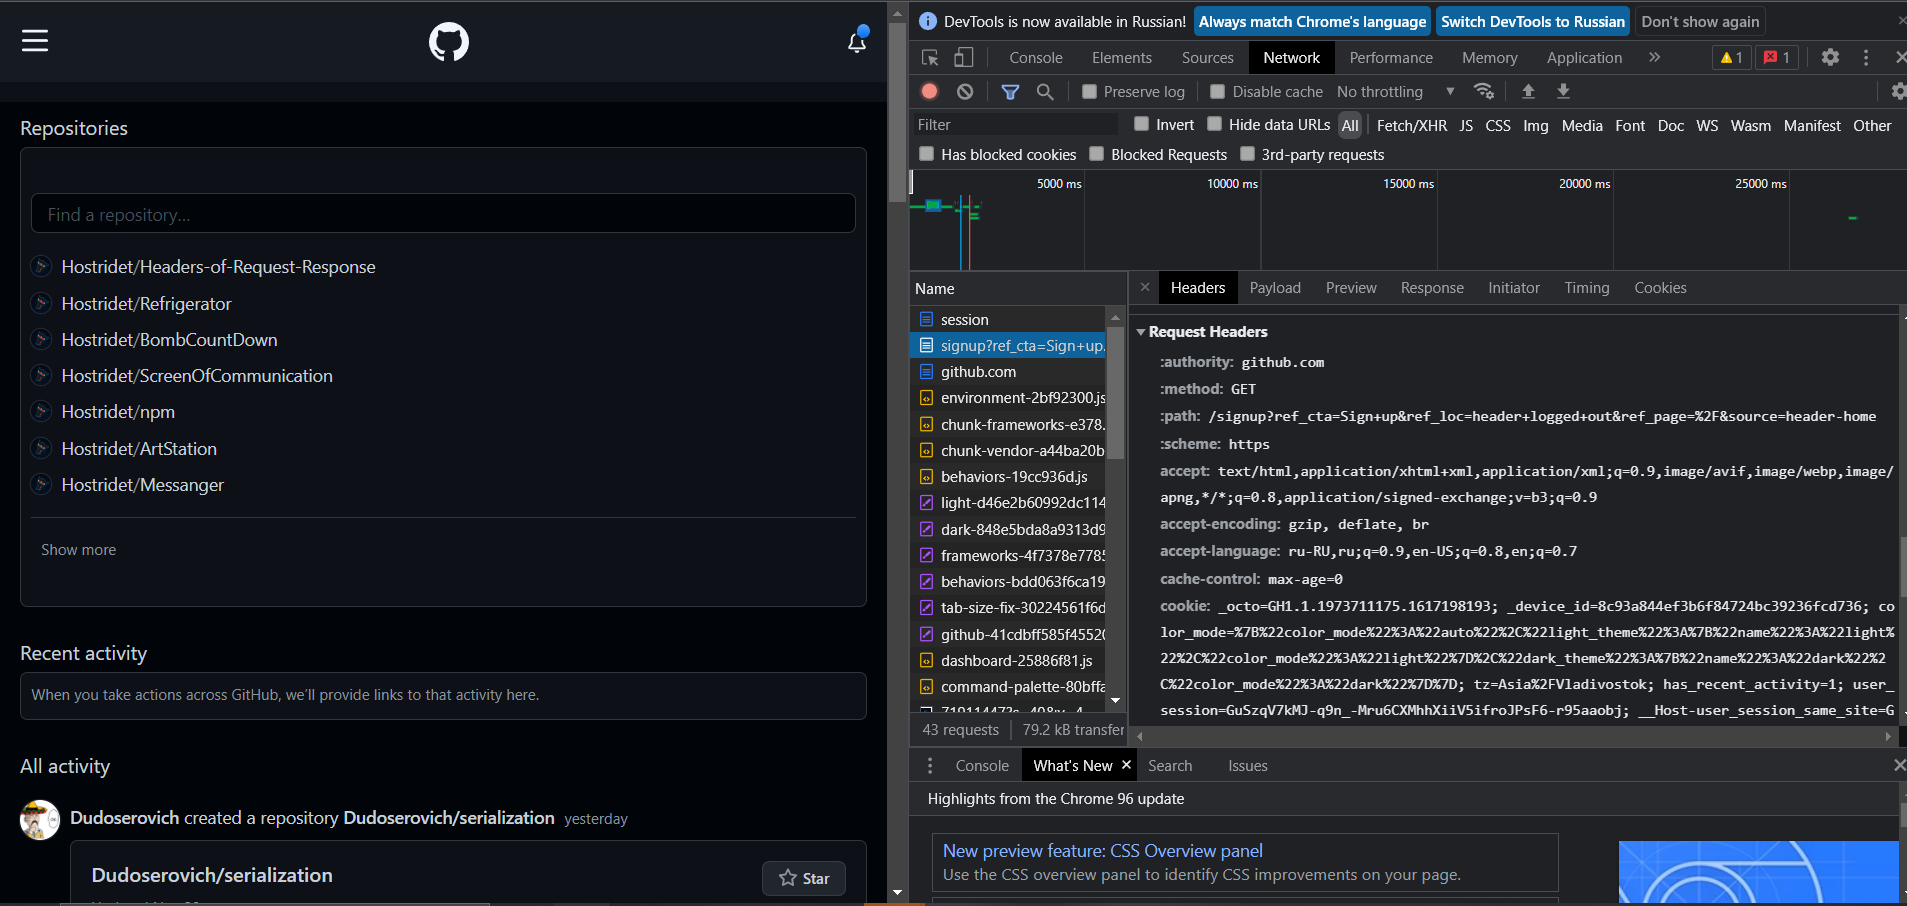 Repositories
Find a repository...
Hostridet/Headers-of-Request-Response
Hostridet/Refrigerator
Hostridet/BombCountDown
Hostridet/ScreenOfCommunication
Hostridet/npm
Hostridet/ArtStation
Hostridet/Messanger
Show more
Recent activity
When you take actions across GitHub, we'll provide links to that activity here.
All activity
Dudoserovich created a repository Dudoserovich/serialization yesterday
Dudoserovich/serialization
Star
DevTools is now available in Russian! Always match Chrome's language Switch DevTools to Russian Don't show again
Console Elements Sources Network Performance Memory Application » 1 1
Preserve log Disable cache No throttling
Filter Invert Hide data URLs All Fetch/XHR JS CSS Img Media Font Doc WS Wasm Manifest Other
Has blocked cookies Blocked Requests 3rd-party requests
5000 ms 10000 ms 15000 ms 20000 ms 25000 ms
Name
session
signup?ref_cta=Sign+up.
github.com
environment-2bf92300.js
chunk-frameworks-e378.
chunk-vendor-a44ba20b
behaviors-19cc936d.js
light-d46e2b60992dc114
dark-848e5bda8a9313d9
frameworks-4f7378e7785
behaviors-bdd063f6ca19
tab-size-fix-30224561f6d
github-41cdbff585f45520
dashboard-25886f81.js
command-palette-80bffa
43 requests 79.2 kB transfer
Headers Payload Preview Response Initiator Timing Cookies
Request Headers
:authority: github.com
:method: GET
:path: /signup?ref_cta=Sign+up&ref_loc=header+logged+out&ref_page=%2F&source=header-home
:scheme: https
accept: text/html,application/xhtml+xml,application/xml;q=0.9,image/avif,image/webp,image/
apng,*/*;q=0.8,application/signed-exchange;v=b3;q=0.9
accept-encoding: gzip, deflate, br
accept-language: ru-RU,ru;q=0.9,en-US;q=0.8,en;q=0.7
cache-control: max-age=0
cookie: _octo=GH1.1.1973711175.1617198193; _device_id=8c93a844ef3b6f84724bc39236fcd736; co
lor_mode=%7B%22color_mode%22%3A%22auto%22%2C%22light_theme%22%3A%7B%22name%22%3A%22light%
22%2C%22color_mode%22%3A%22light%22%7D%2C%22dark_theme%22%3A%7B%22name%22%3A%22dark%22%2
C%22color_mode%22%3A%22dark%22%7D%7D; tz=Asia%2FVladivostok; has_recent_activity=1; user_
session=GuSzqV7kMJ-q9n_-Mru6CXMhhXiiV5ifroJPsF6-r95aaobj; __Host-user_session_same_site=G
Console What's New Search Issues
Highlights from the Chrome 96 update
New preview feature: CSS Overview panel
Use the CSS overview panel to identify CSS improvements on your page.